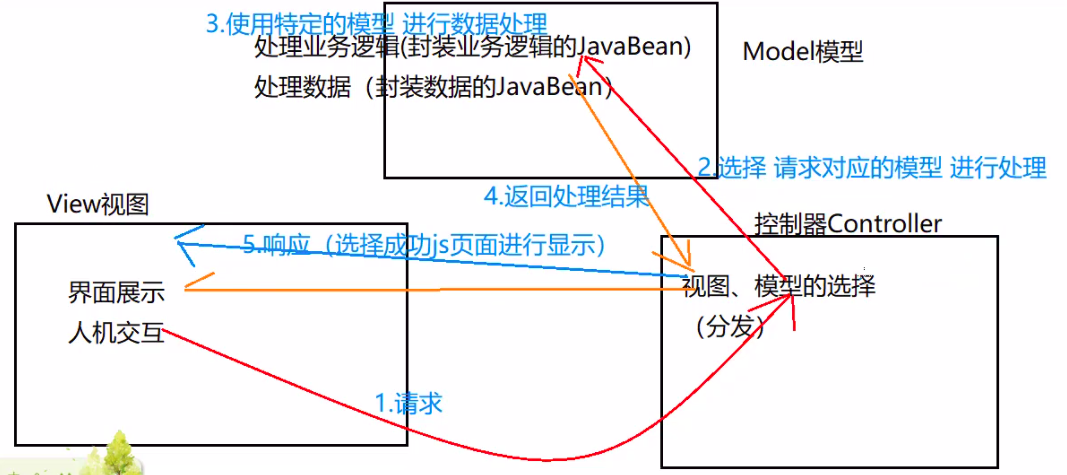 3.使用特定的模型 进行数据处理
处理业务逻辑(封装业务逻辑的JavaBean)
Model模型
处理数据（封装数据的JavaBean）
2.选择 请求对应的模型 进行处理
4.返回处理结果
View视图
控制器Controller
5.响应（选择成功js页面进行显示）
界面展示
视图、模型的选择
人机交互
（分发）
1.请求